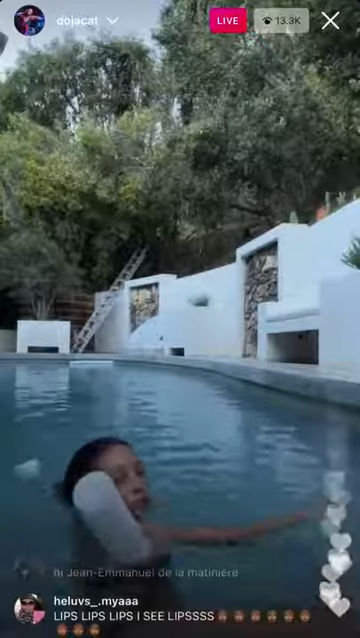 dojacat
LIVE
13.3K
hi Jean-Emmanuel de la matinière
heluvs_.myaaa
LIPS LIPS LIPS I SEE LIPSSSS